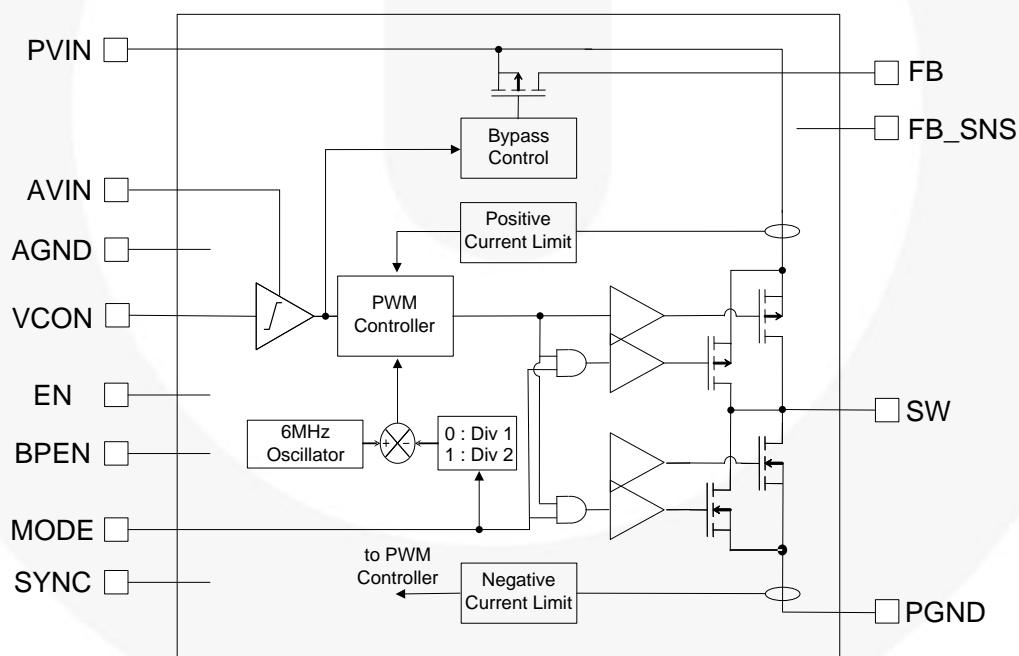 PVIN
FB
FB_SNS
Bypass
Control
AVIN
Positive
Current Limit
AGND
VCON
PWM
Controller
EN
SW
6MHz
Oscillator
+
−
0 : Div 1
1 : Div 2
BPEN
MODE
to PWM
Controller
Negative
Current Limit
SYNC
PGND